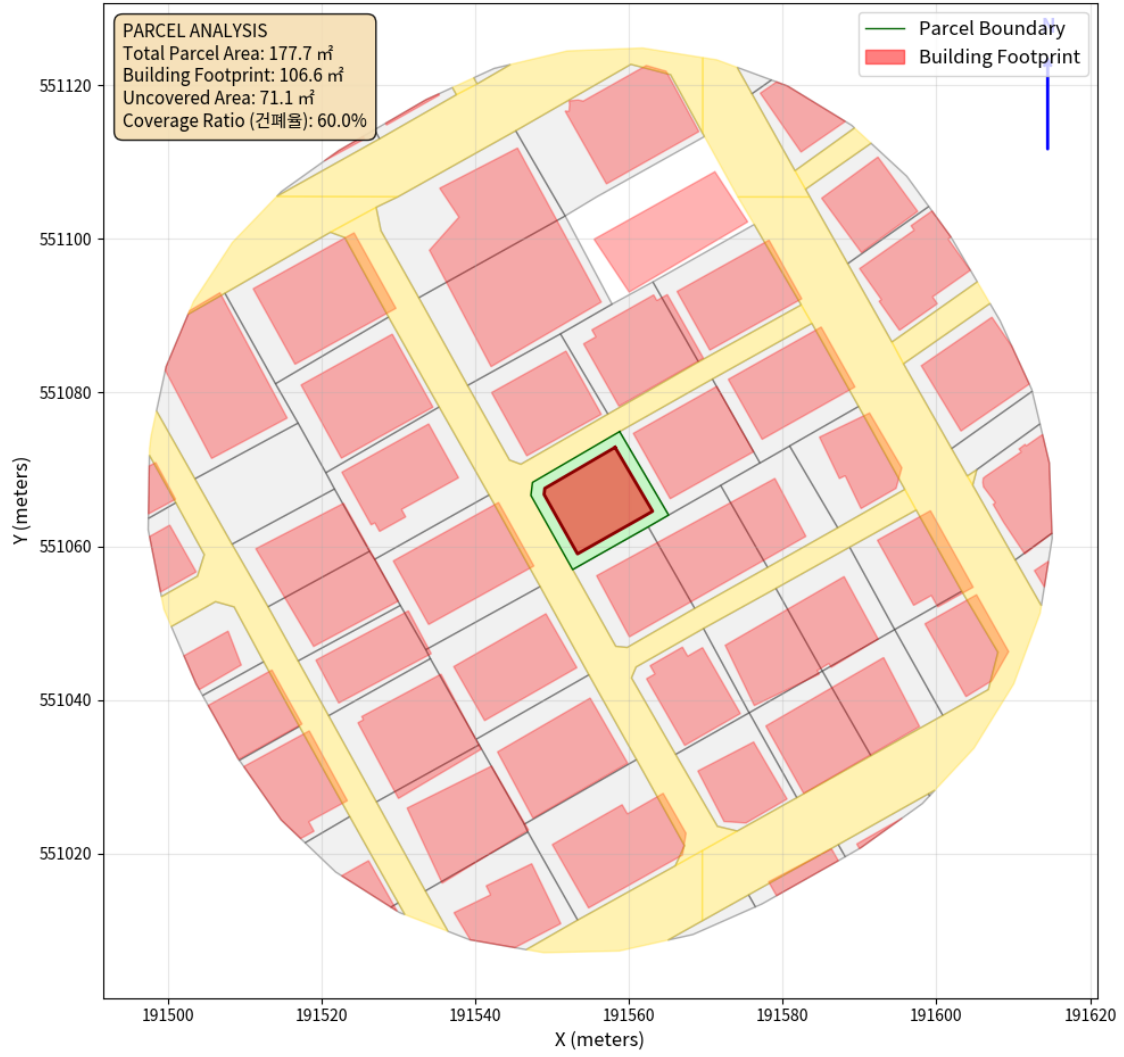 PARCEL ANALYSIS
Total Parcel Area: 177.7 ㎡
Building Footprint: 106.6 ㎡
Uncovered Area: 71.1 ㎡
Coverage Ratio (건폐율): 60.0%
Parcel Boundary
Building Footprint
N
551120
551100
551080
551060
551040
551020
Y (meters)
191500
191520
191540
191560
191580
191600
191620
X (meters)